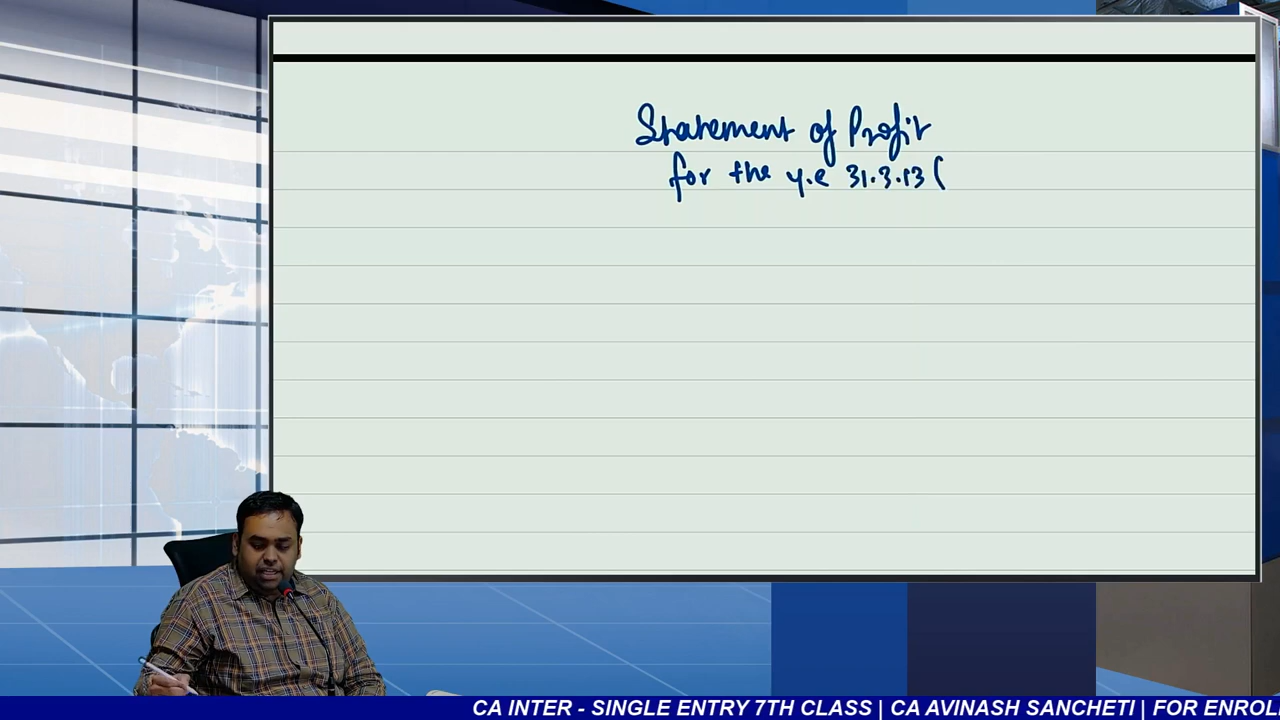 Statement of Profit
for the y.e 31.3.13 (
CA INTER - SINGLE ENTRY 7TH CLASS | CA AVINASH SANCHETI | FOR ENROL